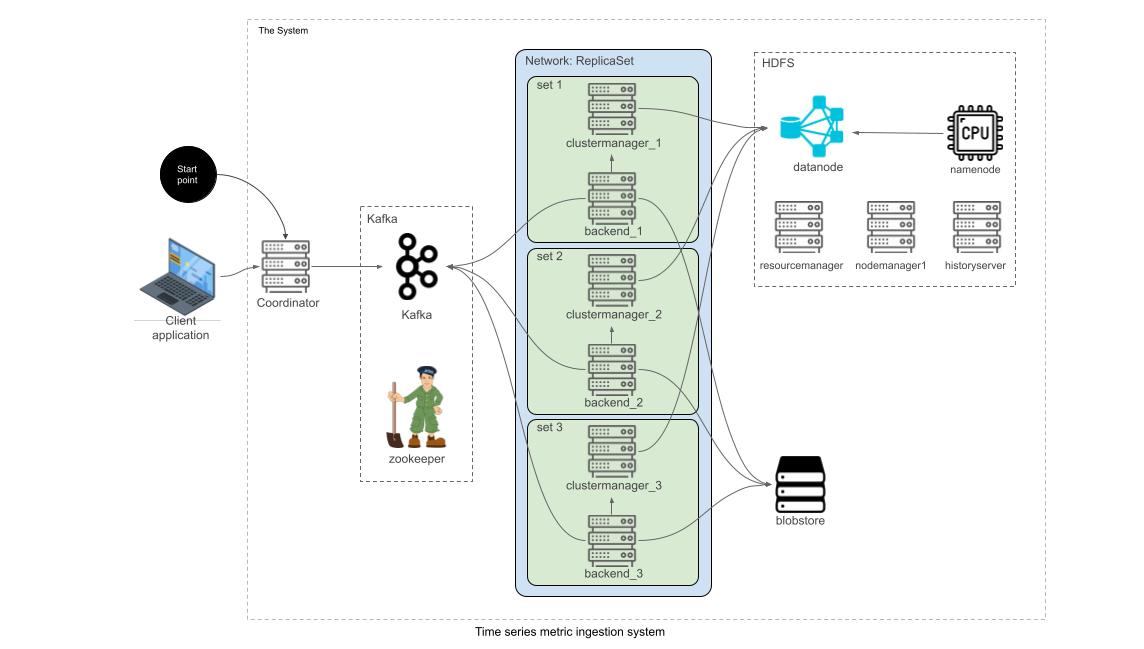 The System
Network: ReplicaSet
HDFS
set 1
clustermanager_1
CPU
datanode
namenode
Start
point
backend_1
Kafka
set 2
resourcemanager
nodemanager1
historyserver
Coordinator
Kafka
clustermanager_2
Client
application
backend_2
set 3
zookeeper
clustermanager_3
blobstore
backend_3
Time series metric ingestion system